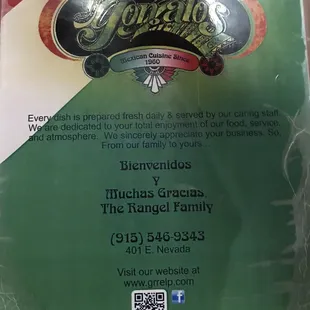 Gonzalos
Mexican Cuisine Since
1960
Every dish is prepared fresh daily & served by our caring staff.
We are dedicated to your total enjoyment of our food, service,
and atmosphere. We sincerely appreciate your business. So
From our family to yours...
Bienvenidos
Y
Muchas Gracias,
The Rangel Family
(915) 546-9343
401 E. Nevada
Visit our website at
www.grrelp.com
f